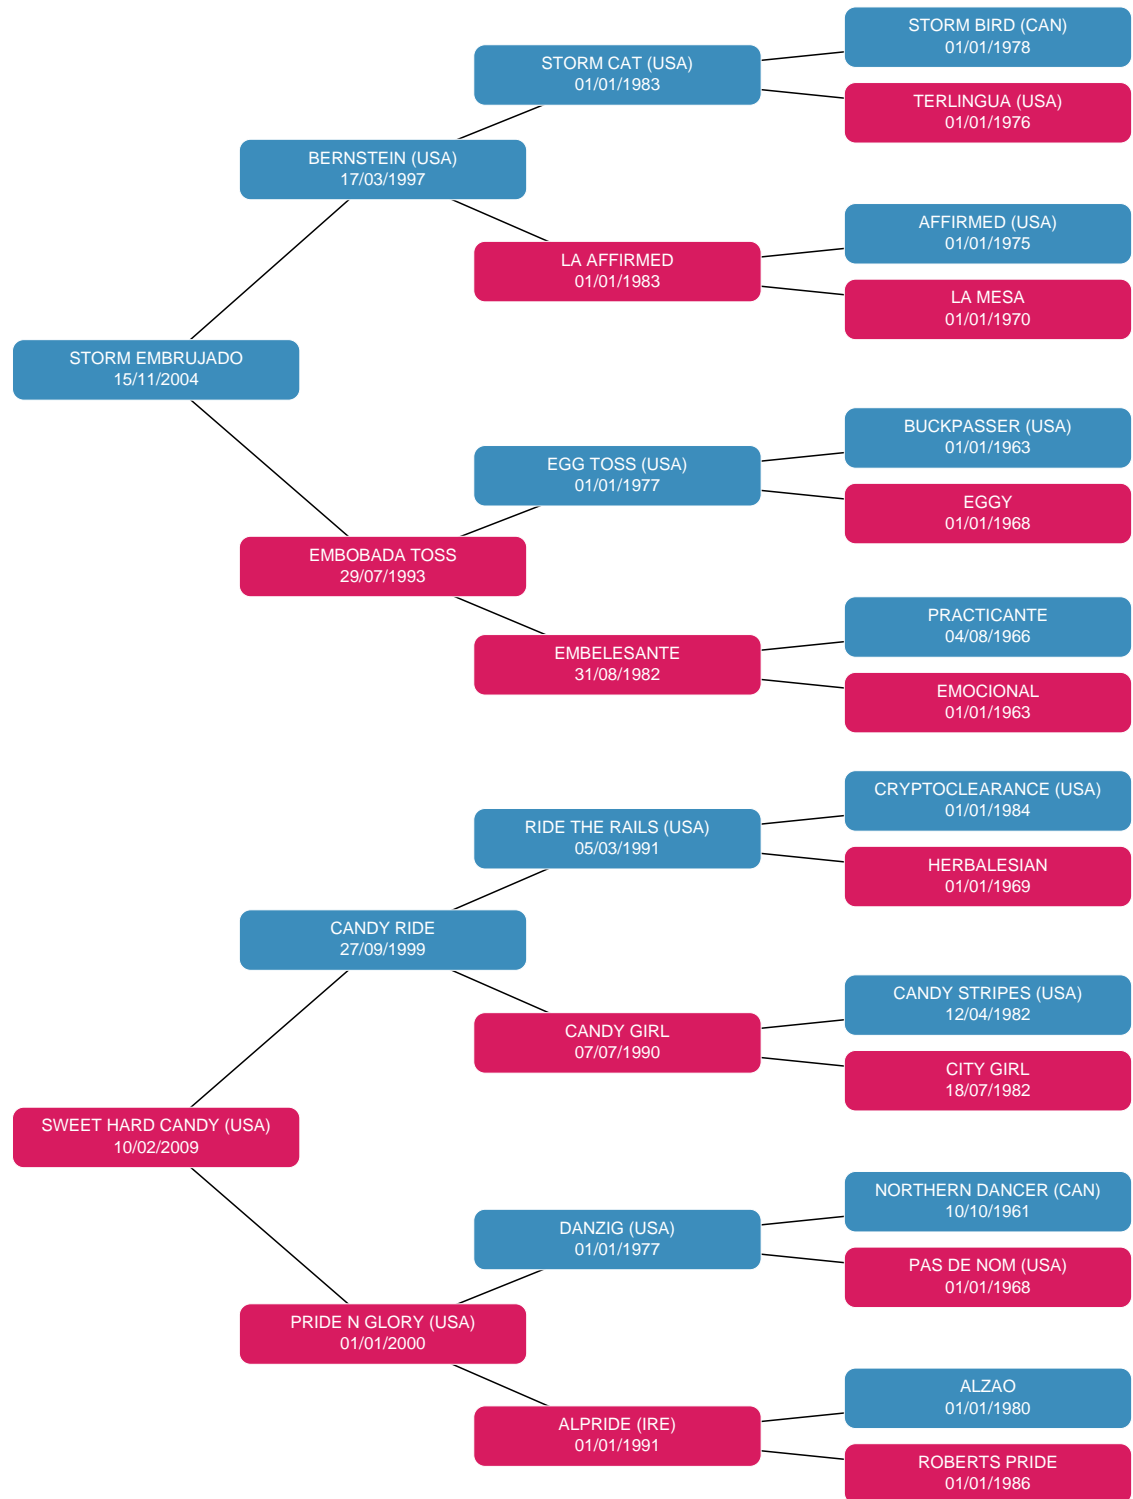 STORM BIRD (CAN)
01/01/1978
STORM CAT (USA)
01/01/1983
TERLINGUA (USA)
01/01/1976
BERNSTEIN (USA)
17/03/1997
AFFIRMED (USA)
01/01/1975
LA AFFIRMED
01/01/1983
LA MESA
01/01/1970
STORM EMBRUJADO
15/11/2004
BUCKPASSER (USA)
01/01/1963
EGG TOSS (USA)
01/01/1977
EGGY
01/01/1968
EMBOBADA TOSS
29/07/1993
PRACTICANTE
04/08/1966
EMBELESANTE
31/08/1982
EMOCIONAL
01/01/1963
CRYPTOCLEARANCE (USA)
01/01/1984
RIDE THE RAILS (USA)
05/03/1991
HERBALESIAN
01/01/1969
CANDY RIDE
27/09/1999
CANDY STRIPES (USA)
12/04/1982
CANDY GIRL
07/07/1990
CITY GIRL
18/07/1982
SWEET HARD CANDY (USA)
10/02/2009
NORTHERN DANCER (CAN)
10/10/1961
DANZIG (USA)
01/01/1977
PAS DE NOM (USA)
01/01/1968
PRIDE N GLORY (USA)
01/01/2000
ALZAO
01/01/1980
ALPRIDE (IRE)
01/01/1991
ROBERTS PRIDE
01/01/1986